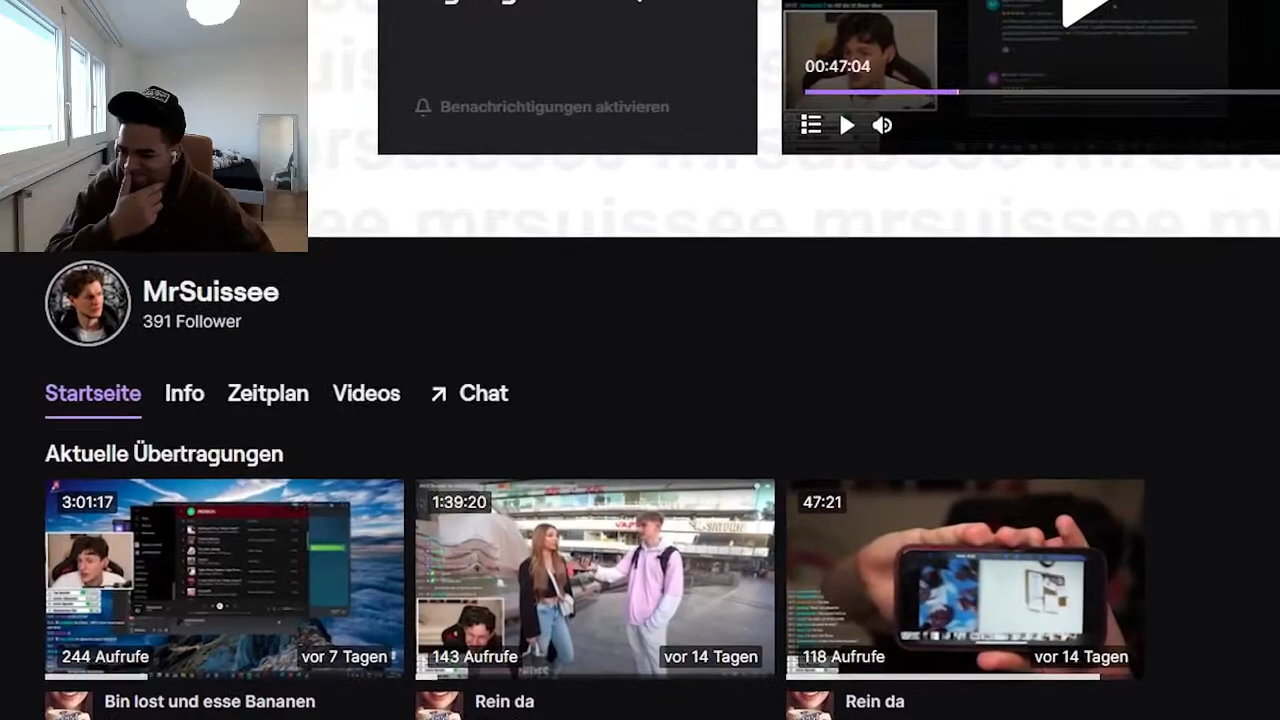 Benachrichtigungen aktivieren
00:47:04
mrsuissee mrsuissee m
MrSuissee
391 Follower
Startseite
Info
Zeitplan
Videos
Chat
Aktuelle Übertragungen
3:01:17
244 Aufrufe
vor 7 Tagen
Bin lost und esse Bananen
1:39:20
143 Aufrufe
vor 14 Tagen
Rein da
47:21
118 Aufrufe
vor 14 Tagen
Rein da